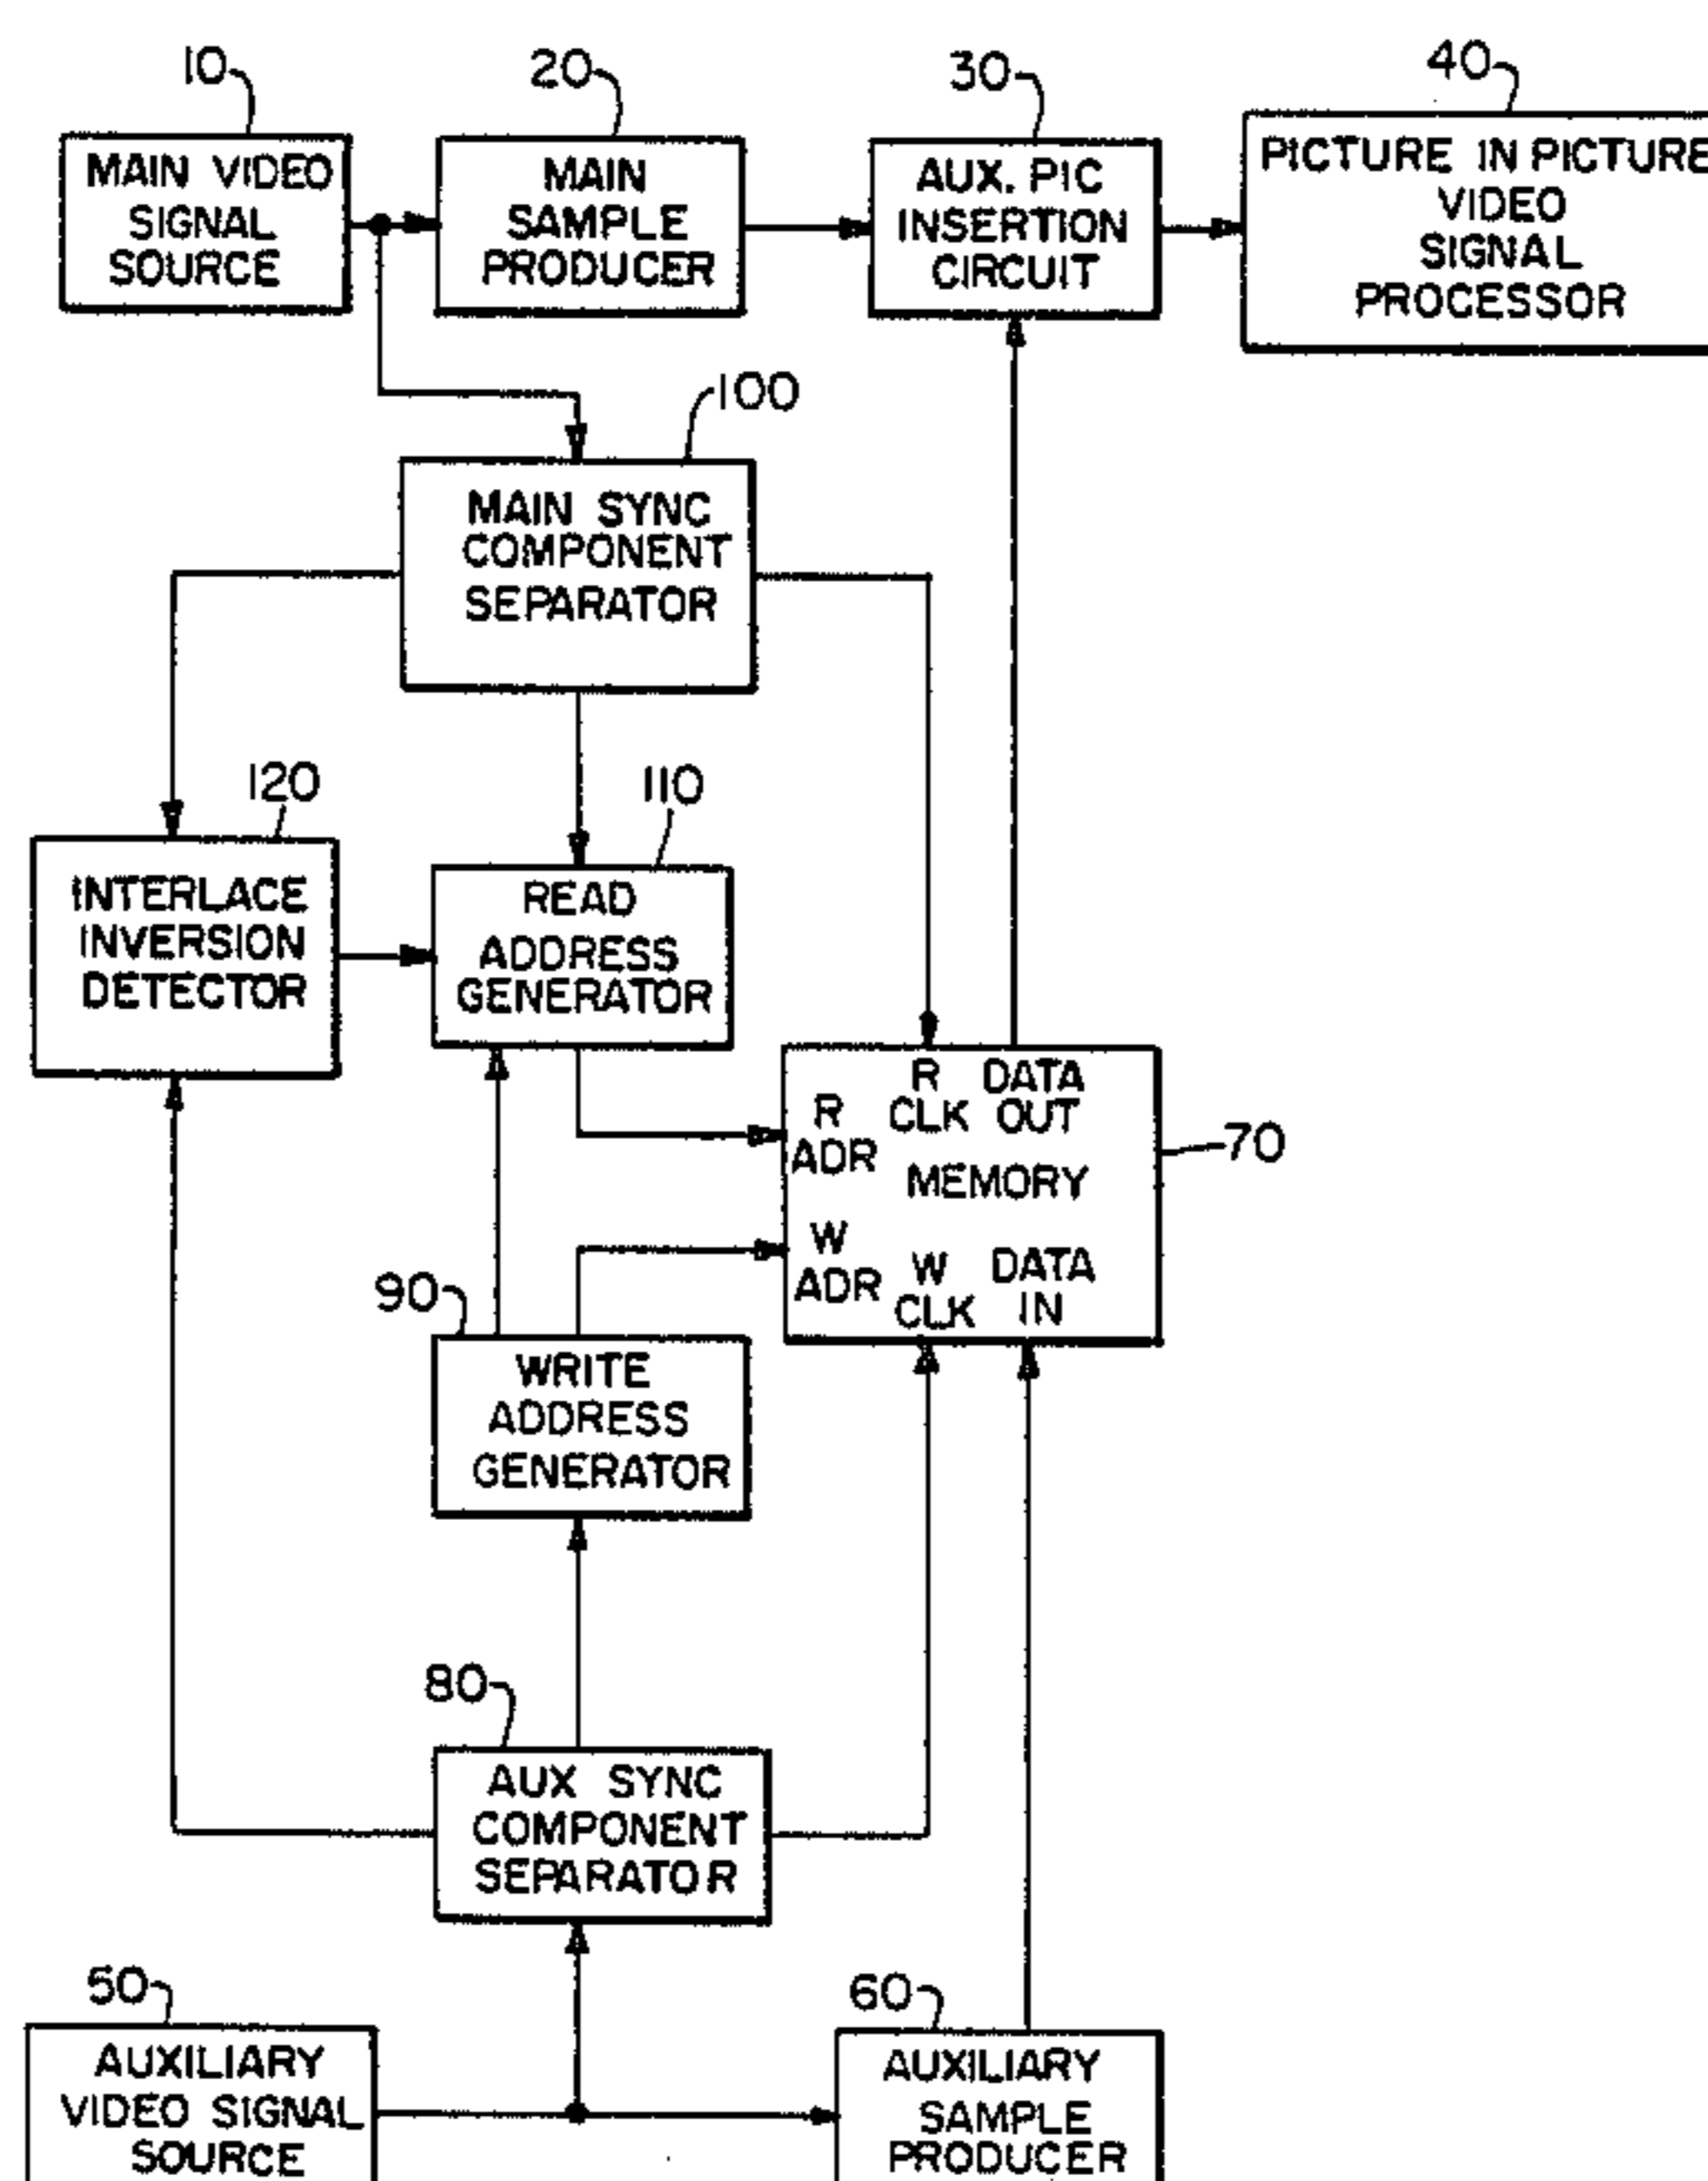 10
20
30
40
MAIN VIDEO
SIGNAL
SOURCE
MAIN
SAMPLE
PRODUCER
AUX. PIC
INSERTION
CIRCUIT
PICTURE IN PICTURE
VIDEO
SIGNAL
PROCESSOR
100
MAIN SYNC
COMPONENT
SEPARATOR
120
110
INTERLACE
INVERSION
DETECTOR
READ
ADDRESS
GENERATOR
R
CLK
DATA
OUT
R
ADR
MEMORY
70
W
ADR
W
CLK
DATA
IN
90
WRITE
ADDRESS
GENERATOR
80
AUX SYNC
COMPONENT
SEPARATOR
50
60
AUXILIARY
VIDEO SIGNAL
SOURCE
AUXILIARY
SAMPLE
PRODUCER